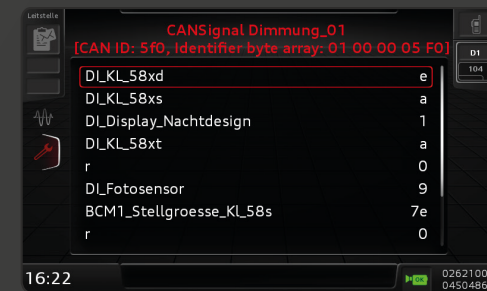 Leitstelle
CANSignal Dimmung_01
[CAN ID: 5f0, Identifier byte array: 01 00 00 05 F0]
D1
104
DI_KL_58xd e
DI_KL_58xs a
DI_Display_Nachtdesign 1
DI_KL_58xt a
r 0
DI_Fotosensor 9
BCM1_Stellgroesse_Kl_58s 7e
r 0
16:22
OK
0262100
0450486